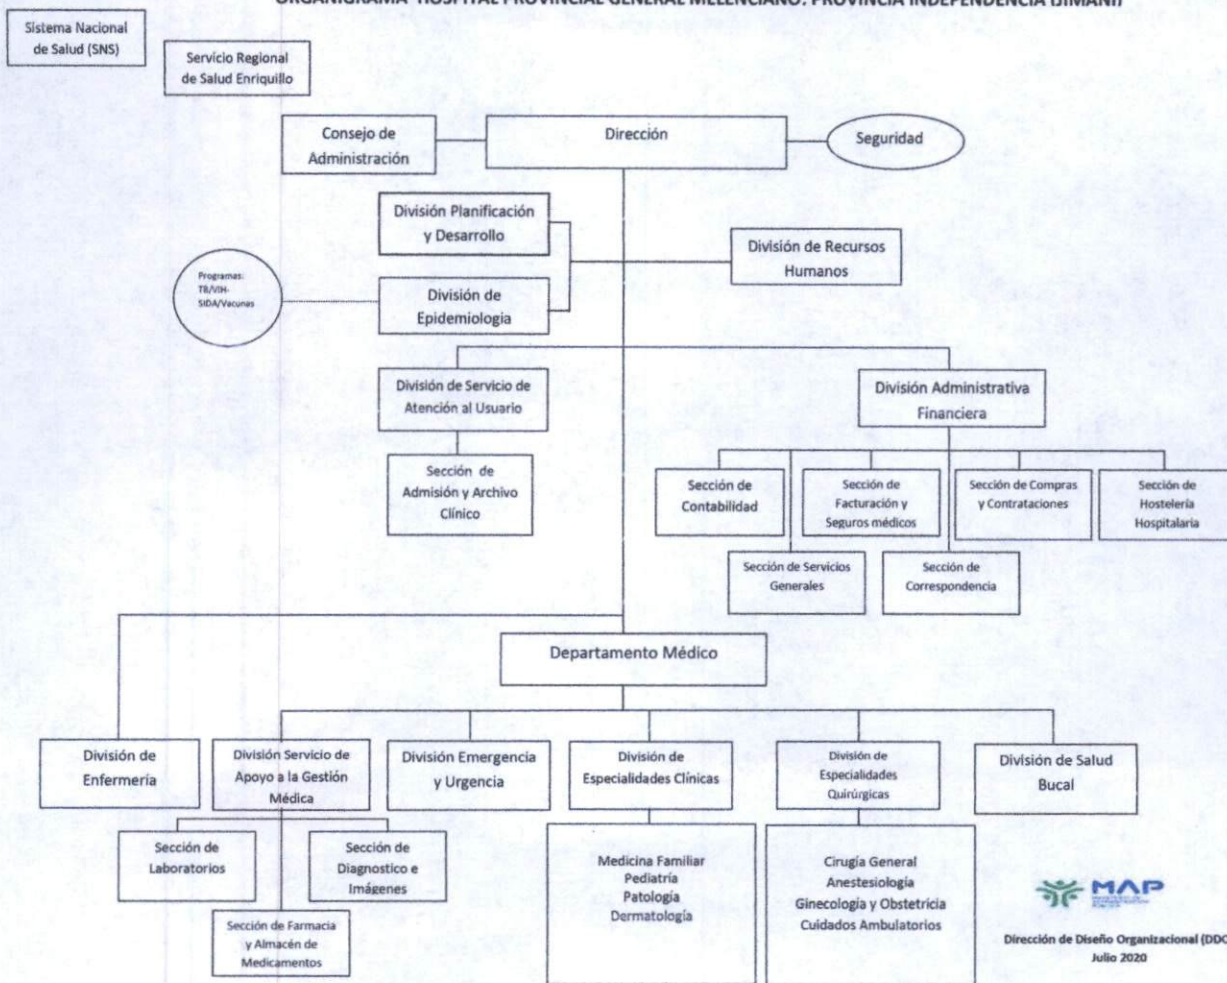 ORGANIGRAMA HOSPITAL PROVINCIAL GENERAL MELENCIANO. PROVINCIA INDEPENDENCIA (JIMANI)
Sistema Nacional
de Salud (SNS)
Servicio Regional
de Salud Enriquillo
Consejo de
Administración
Dirección
Seguridad
División Planificación
y Desarrollo
División de Recursos
Humanos
Programas:
TB/VIH-
SIDA/Vacunas
División de
Epidemiologia
División de Servicio de
Atención al Usuario
División Administrativa
Financiera
Sección de
Admisión y Archivo
Clínico
Sección de
Contabilidad
Sección de
Facturación y
Seguros médicos
Sección de Compras
y Contrataciones
Sección de
Hostelería
Hospitalaria
Sección de Servicios
Generales
Sección de
Correspondencia
Departamento Médico
División de
Enfermería
División Servicio de
Apoyo a la Gestión
Médica
División Emergencia
y Urgencia
División de
Especialidades Clínicas
División de
Especialidades
Quirúrgicas
División de Salud
Bucal
Sección de
Laboratorios
Sección de
Diagnostico e
Imágenes
Sección de Farmacia
y Almacén de
Medicamentos
Medicina Familiar
Pediatría
Patología
Dermatología
Cirugía General
Anestesiología
Ginecología y Obstetricia
Cuidados Ambulatorios
MAP
Dirección de Diseño Organizacional (DDO
Julio 2020